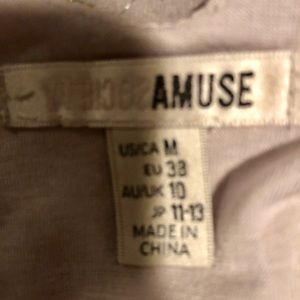 AMUSE
US/CA M
EU 38
AU/UK 10
JP 11-13
MADE IN
CHINA